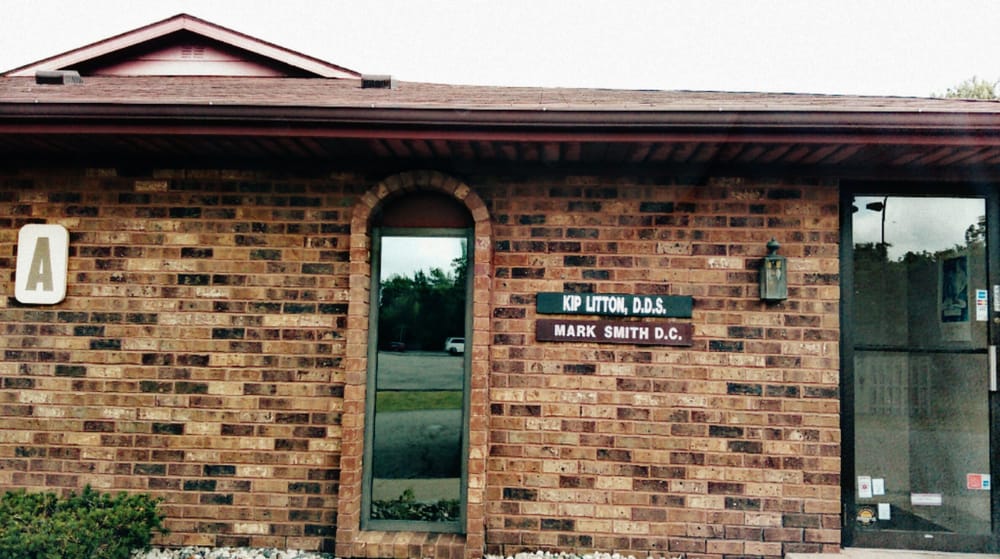 A
KIP LITTON, D.D.S.
MARK SMITH D.C.